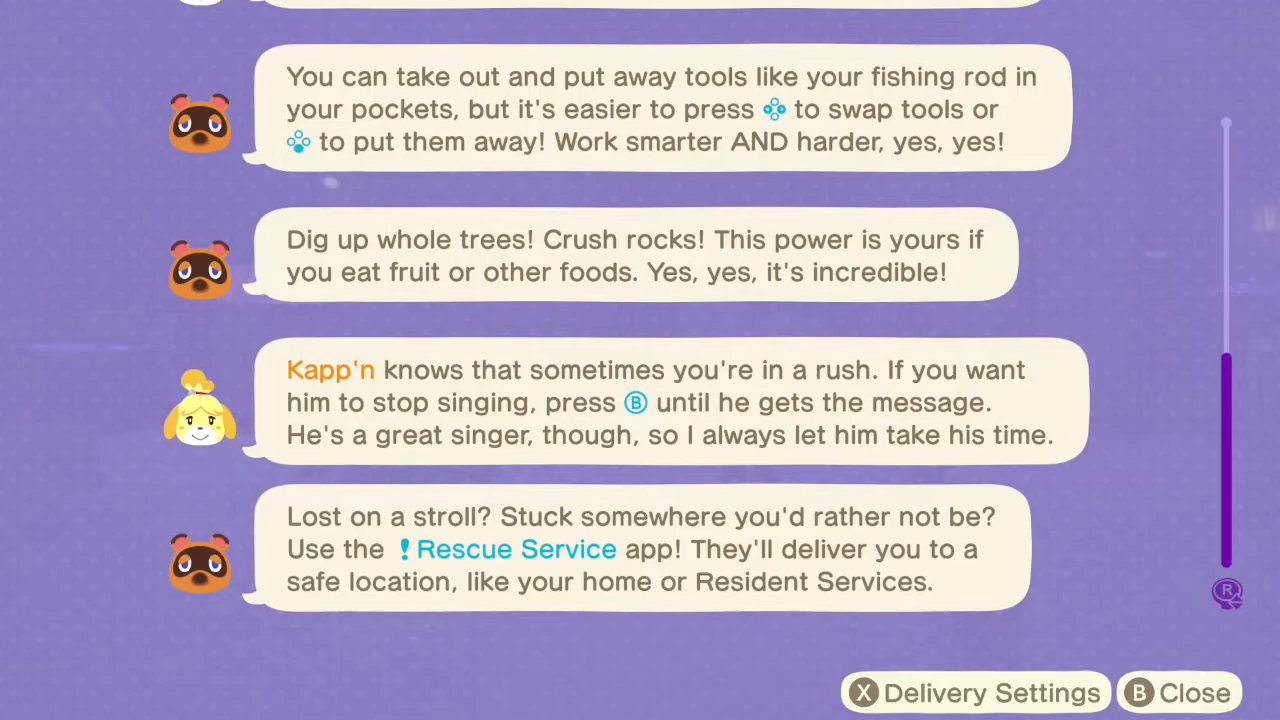 You can take out and put away tools like your fishing rod in
your pockets, but it's easier to press to swap tools or
to put them away! Work smarter AND harder, yes, yes!
Dig up whole trees! Crush rocks! This power is yours if
you eat fruit or other foods. Yes, yes, it's incredible!
Kapp'n knows that sometimes you're in a rush. If you want
him to stop singing, press B until he gets the message.
He's a great singer, though, so I always let him take his time.
Lost on a stroll? Stuck somewhere you'd rather not be?
Use the ! Rescue Service app! They'll deliver you to a
safe location, like your home or Resident Services.
R
X Delivery Settings B Close